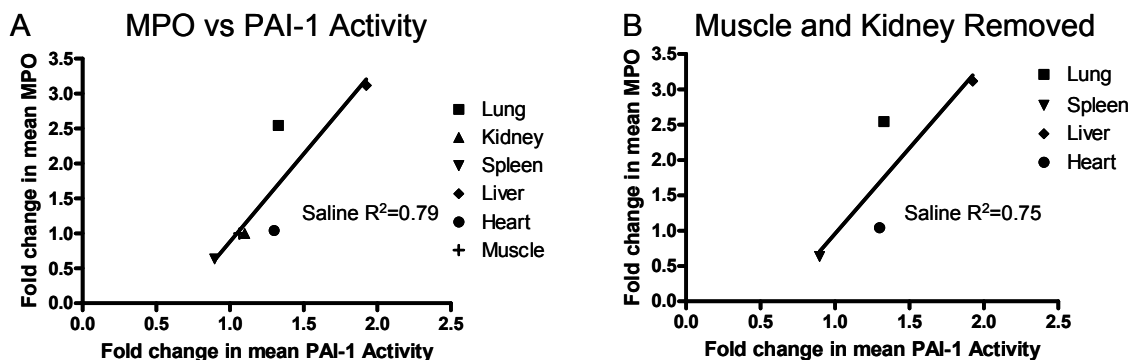 A
MPO vs PAI-1 Activity
Fold change in mean MPO
3.5
3.0
2.5
2.0
1.5
1.0
0.5
0.0
0.0 0.5 1.0 1.5 2.0 2.5
Fold change in mean PAI-1 Activity
Saline R²=0.79
Lung
Kidney
Spleen
Liver
Heart
Muscle
B
Muscle and Kidney Removed
Fold change in mean MPO
3.5
3.0
2.5
2.0
1.5
1.0
0.5
0.0
0.0 0.5 1.0 1.5 2.0 2.5
Fold change in mean PAI-1 Activity
Saline R²=0.75
Lung
Spleen
Liver
Heart